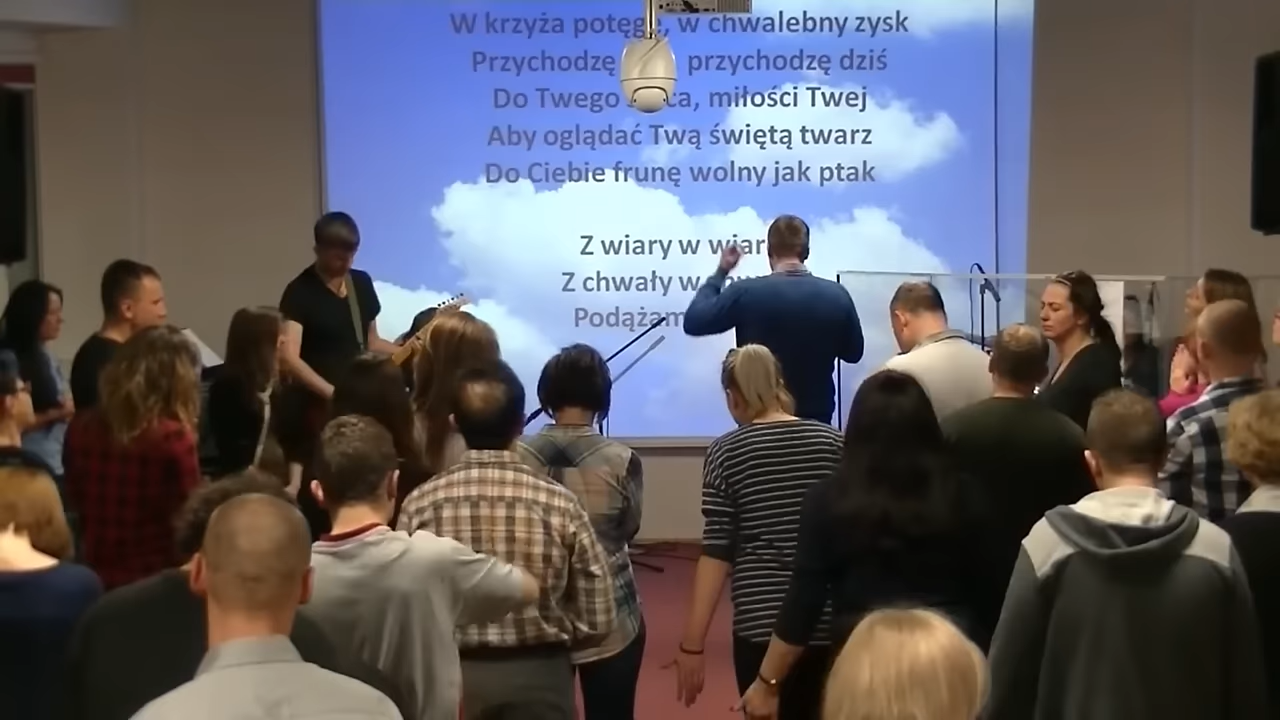 W krzyża potęgę, w chwalebny zysk
Przychodzę przychodzę dziś
Do Twego miłości Twej
Aby oglądać Twą świętą twarz
Do Ciebie frunę wolny jak ptak
Z wiary w
Z chwały w